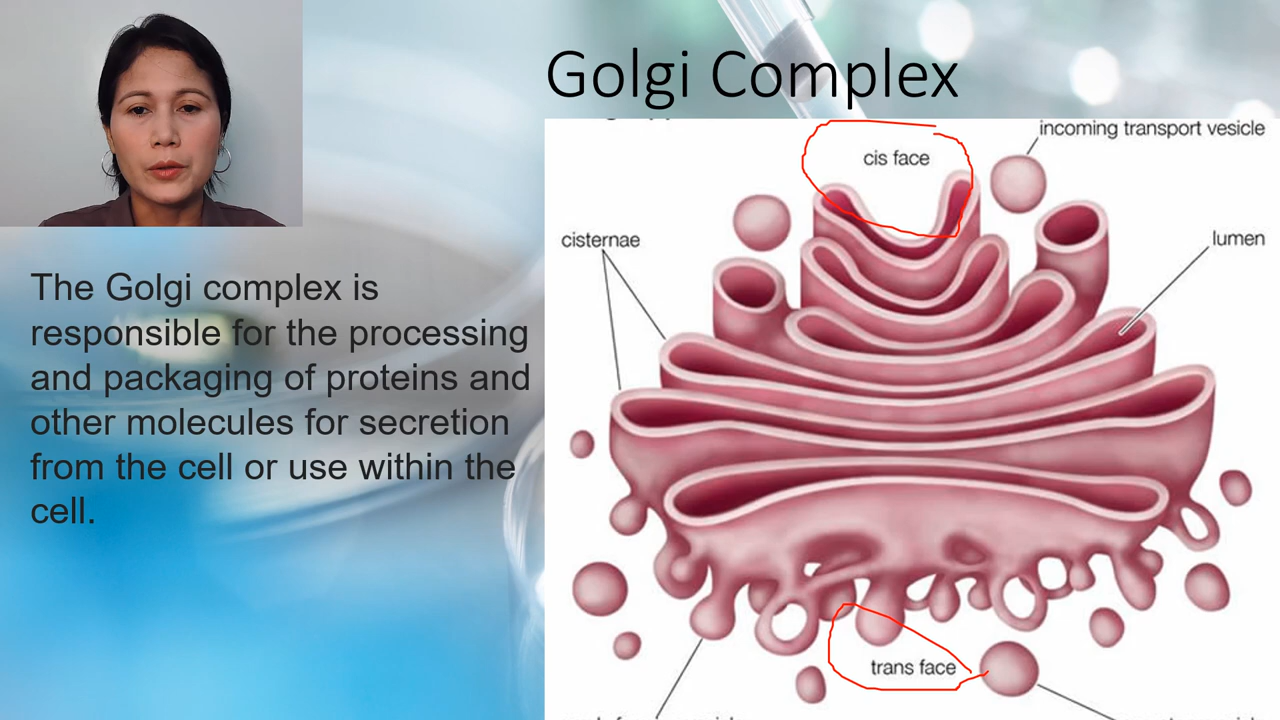 Golgi Complex
The Golgi complex is
responsible for the processing
and packaging of proteins and
other molecules for secretion
from the cell or use within the
cell.
incoming transport vesicle
cis face
cisternae
lumen
trans face